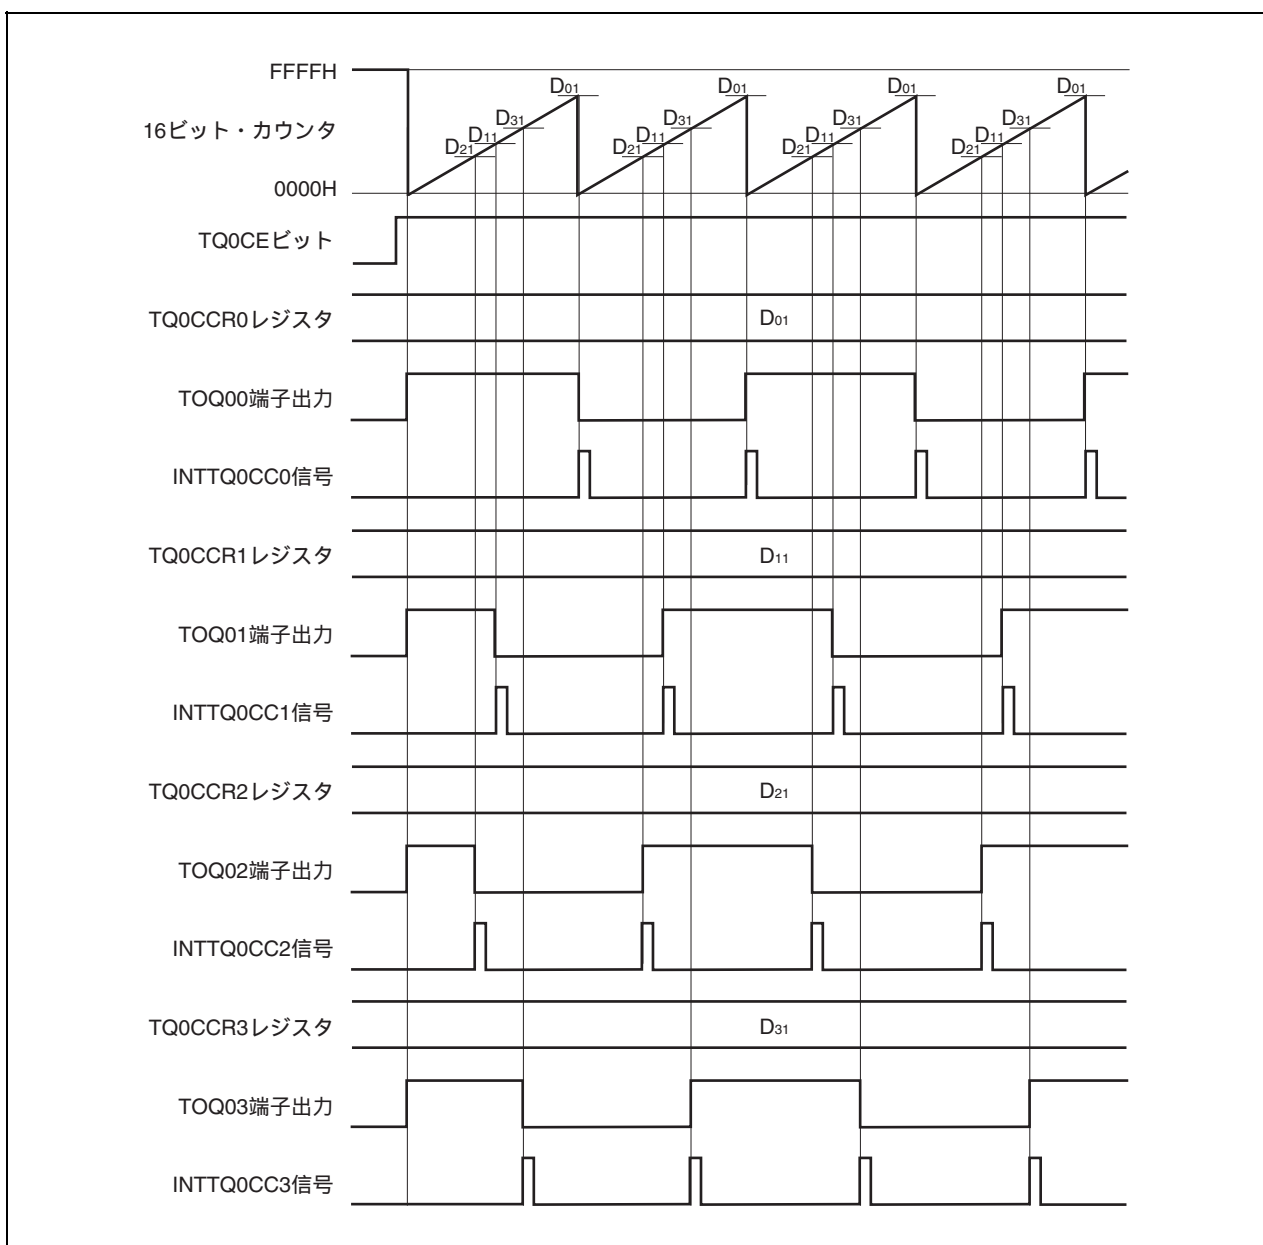 FFFFH
D01 D01 D01 D01
16ビット・カウンタ
D31 D31 D31 D31
D11 D11 D11 D11
D21 D21 D21 D21
0000H
TQ0CEビット
TQ0CCR0レジスタ D01
TOQ00端子出力
INTTQ0CC0信号
TQ0CCR1レジスタ D11
TOQ01端子出力
INTTQ0CC1信号
TQ0CCR2レジスタ D21
TOQ02端子出力
INTTQ0CC2信号
TQ0CCR3レジスタ D31
TOQ03端子出力
INTTQ0CC3信号